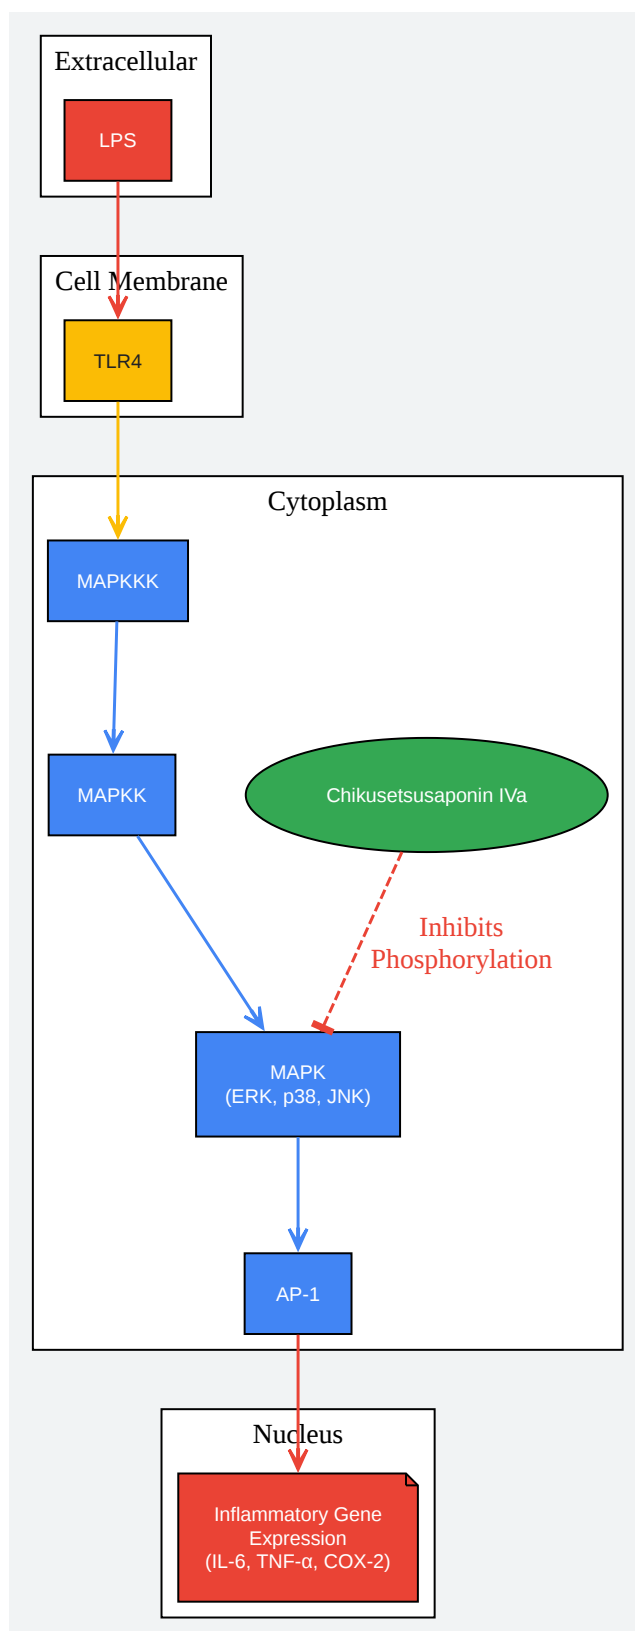 Extracellular
LPS
Cell Membrane
TLR4
Cytoplasm
MAPKKK
MAPKK
Chikusetsusaponin IVa
Inhibits
Phosphorylation
MAPK
(ERK, p38, JNK)
AP-1
Nucleus
Inflammatory Gene
Expression
(IL-6, TNF-α, COX-2)